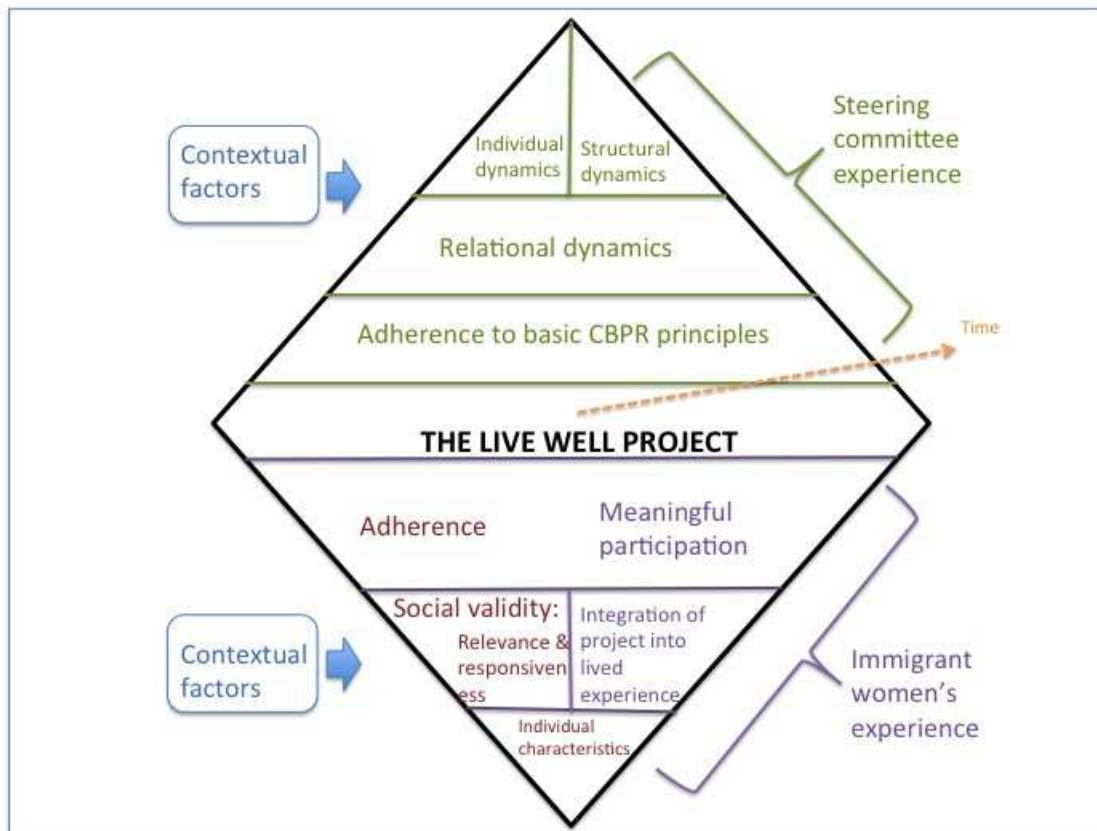 Individual
dynamics
Structural
dynamics
Steering
committee
experience
Contextual
factors
Relational dynamics
Adherence to basic CBPR principles
Time
THE LIVE WELL PROJECT
Adherence
Meaningful
participation
Social validity:
Relevance &
responsiven
ess
Integration of
project into
lived
experience
Contextual
factors
Immigrant
women's
experience
Individual
characteristics